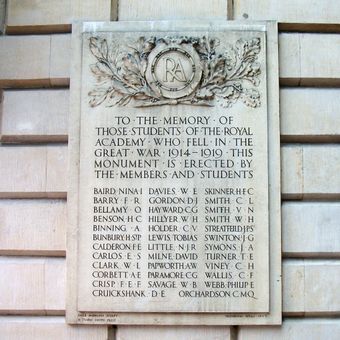 RA
TO · THE · MEMORY · OF
THOSE · STUDENTS · OF · THE · ROYAL
ACADEMY · WHO · FELL · IN · THE
GREAT · WAR · 1914-1919 · THIS
MONUMENT · IS · ERECTED · BY
THE · MEMBERS · AND · STUDENTS
BAIRD · NINA I DAVIES, W E SKINNER H F C
BARRY · F R GORDON D J SMITH C L
BELLAMY O HAYWARD C G SMITH V N
BENSON, H C HILLYER W H SMITH W H
BINNING · A HOLDER C V STREATFEILD J P S
BUNBURY, H S P LEWIS, TOBIAS SWINTON J G
CALDERON F E LITTLE, N J R SYMONS, J A
CARLOS, E S MILNE, DAVID TURNER T E
CLARK, W L PAPWORTH A W VINEY C H
CORBETT A E PARAMORE C G WALLIS C F
CRISP F E F SAVAGE W B WEBB, PHILIP E
CRUICKSHANK D E ORCHARDSON C, M Q